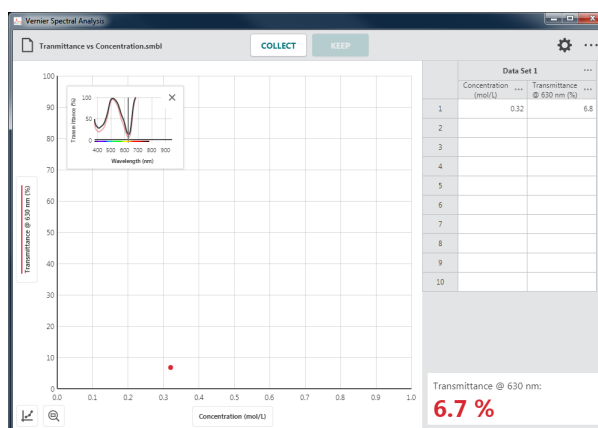 Vernier Spectral Analysis
Tranmittance vs Concentration.smbl
COLLECT
KEEP
Transmittance @ 630 nm (%)
100
90
80
70
60
50
40
30
20
10
0
0.0 0.1 0.2 0.3 0.4 0.5 0.6 0.7 0.8 0.9 1.0
Concentration (mol/L)
Transmittance (%)
100
50
0
400 500 600 700 800 900
Wavelength (nm)
Data Set 1
Concentration (mol/L)
Transmittance @ 630 nm (%)
1 0.32 6.8
2
3
4
5
6
7
8
9
10
Transmittance @ 630 nm:
6.7 %